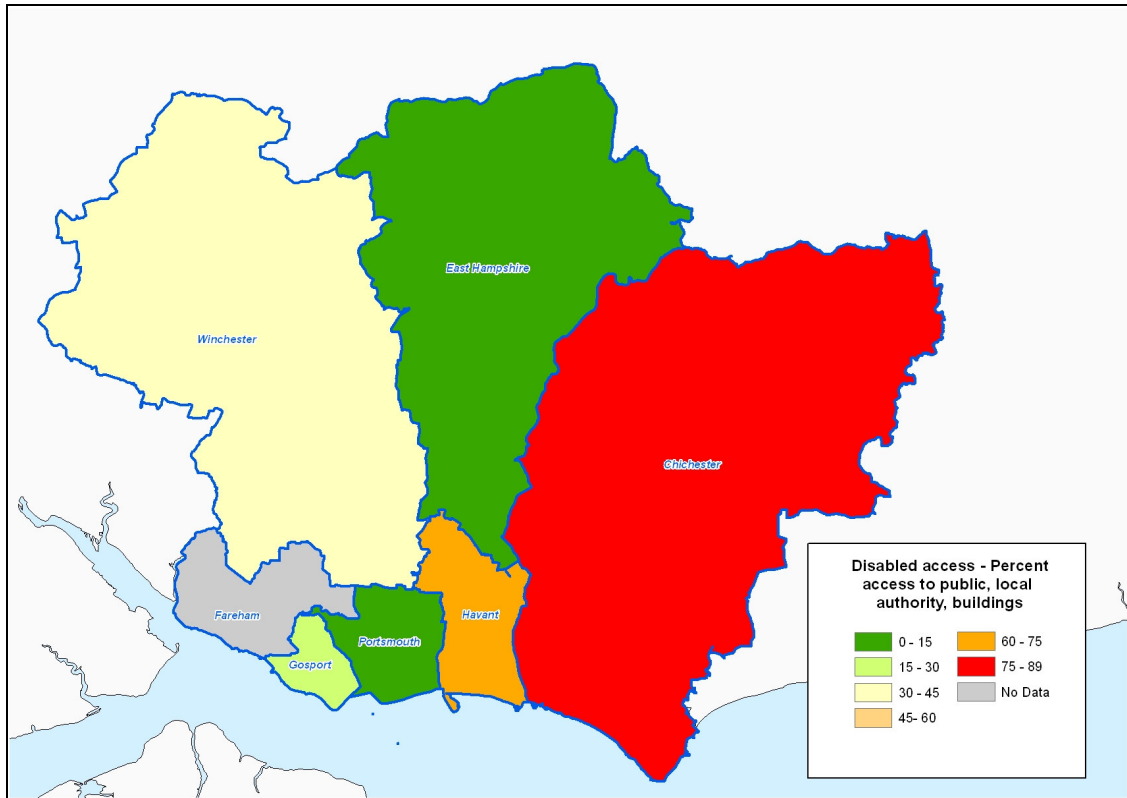 East Hampshire
Winchester
Chichester
Fareham
Havant
Portsmouth
Gosport
Disabled access - Percent
access to public, local
authority, buildings
0 - 15
60 - 75
15 - 30
75 - 89
30 - 45
No Data
45- 60